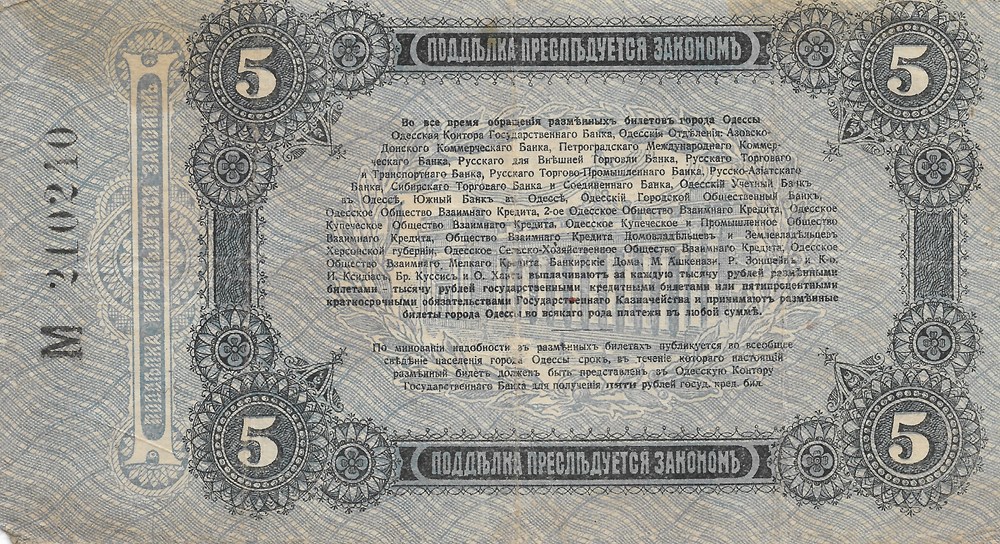 5
ПОДДѢЛКА ПРЕСЛѢДУЕТСЯ ЗАКОНОМЪ
5
Во все время обращенія размѣнныхъ билетовъ города Одессы
Одесская Контора Государственнаго Банка, Одесскія Отдѣленія: Азовско-
Донского Коммерческаго Банка, Петроградскаго Международнаго Коммер-
ческаго Банка, Русскаго для Внѣшней Торговли Банка, Русскаго Торговаго
и Транспортнаго Банка, Русскаго Торгово-Промышленнаго Банка, Русско-Азіатскаго
Банка, Сибирскаго Торговаго Банка и Соединеннаго Банка, Одесскій Учетный Банкъ
въ Одессѣ, Южный Банкъ въ Одессѣ, Одесскій Городской Общественный Банкъ,
Одесское Общество Взаимнаго Кредита, 2-ое Одесское Общество Взаимнаго Кредита, Одесское
Купеческое Общество Взаимнаго Кредита, Одесское Купеческое и Промышленное Общество
Взаимнаго Кредита, Общество Взаимнаго Кредита Домовладѣльцевъ и Землевладѣльцевъ
Херсонской губерніи, Одесское Сельско-Хозяйственное Общество Взаимнаго Кредита, Одесское
Общество Взаимнаго Мелкаго Кредита Банкирскіе Дома, М. Ашкенази, Р. Зонштейнъ и К-о,
И. Ксидіасъ, Бр. Куссисъ и О. Хаисъ выплачиваютъ за каждую тысячу рублей размѣнными
билетами - тысячу рублей государственными кредитными билетами или пятипроцентными
краткосрочными обязательствами Государственнаго Казначейства и принимаютъ размѣнные
билеты города Одессы во всякаго рода платежи въ любой суммѣ.
По минованіи надобности въ размѣнныхъ билетахъ публикуется во всеобщее
свѣдѣніе населенія города Одессы срокъ, въ теченіе котораго настоящій
размѣнный билетъ долженъ быть представленъ въ Одесскую Контору
Государственнаго Банка для полученія пяти рублей госуд. кред. бил.
5
ПОДДѢЛКА ПРЕСЛѢДУЕТСЯ ЗАКОНОМЪ
5
М 210240
ПОДДѢЛКА ПРЕСЛѢДУЕТСЯ ЗАКОНОМЪ